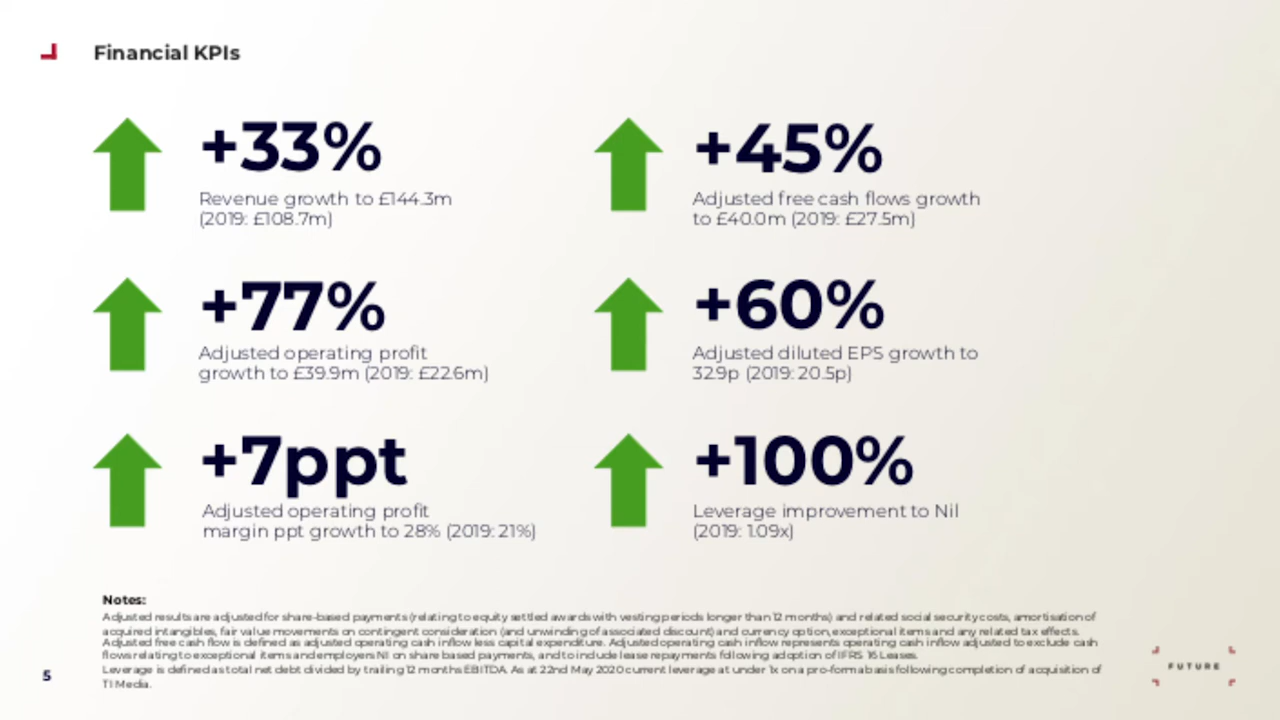 Financial KPIs
+33%
Revenue growth to £144.3m
(2019: £108.7m)
+45%
Adjusted free cash flows growth
to £40.0m (2019: £27.5m)
+77%
Adjusted operating profit
growth to £39.9m (2019: £22.6m)
+60%
Adjusted diluted EPS growth to
32.9p (2019: 20.5p)
+7ppt
Adjusted operating profit
margin ppt growth to 28% (2019: 21%)
+100%
Leverage improvement to Nil
(2019: 1.09x)
Notes:
Adjusted results are adjusted for share-based payments (relating to equity settled awards with vesting periods longer than 12 months) and related social security costs, amortisation of
acquired intangibles, fair value movements on contingent consideration (and unwinding of associated discount) and currency option, exceptional items and any related tax effects.
Adjusted free cash flow is defined as adjusted operating cash inflow less capital expenditure. Adjusted operating cash inflow represents operating cash inflow adjusted to exclude cash
flows relating to exceptional items and employers NI on share based payments, and to include lease repayments following adoption of IFRS 16 Leases.
Leverage is defined as total net debt divided by trailing 12 months EBITDA. As at 22nd May 2020 current leverage at under 1x on a pro-forma basis following completion of acquisition of
TI Media.
5
FUTURE